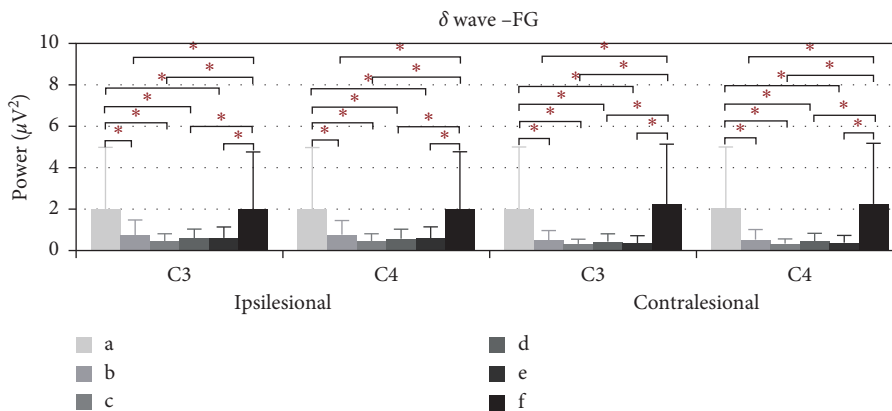 δ wave –FG
Power (μV²)
10
8
6
4
2
0
* * * * * * * *
* * * * * * * *
* * * * * * * *
* * * * * * * *
C3 C4 C3 C4
Ipsilesional Contralesional
a d
b e
c f